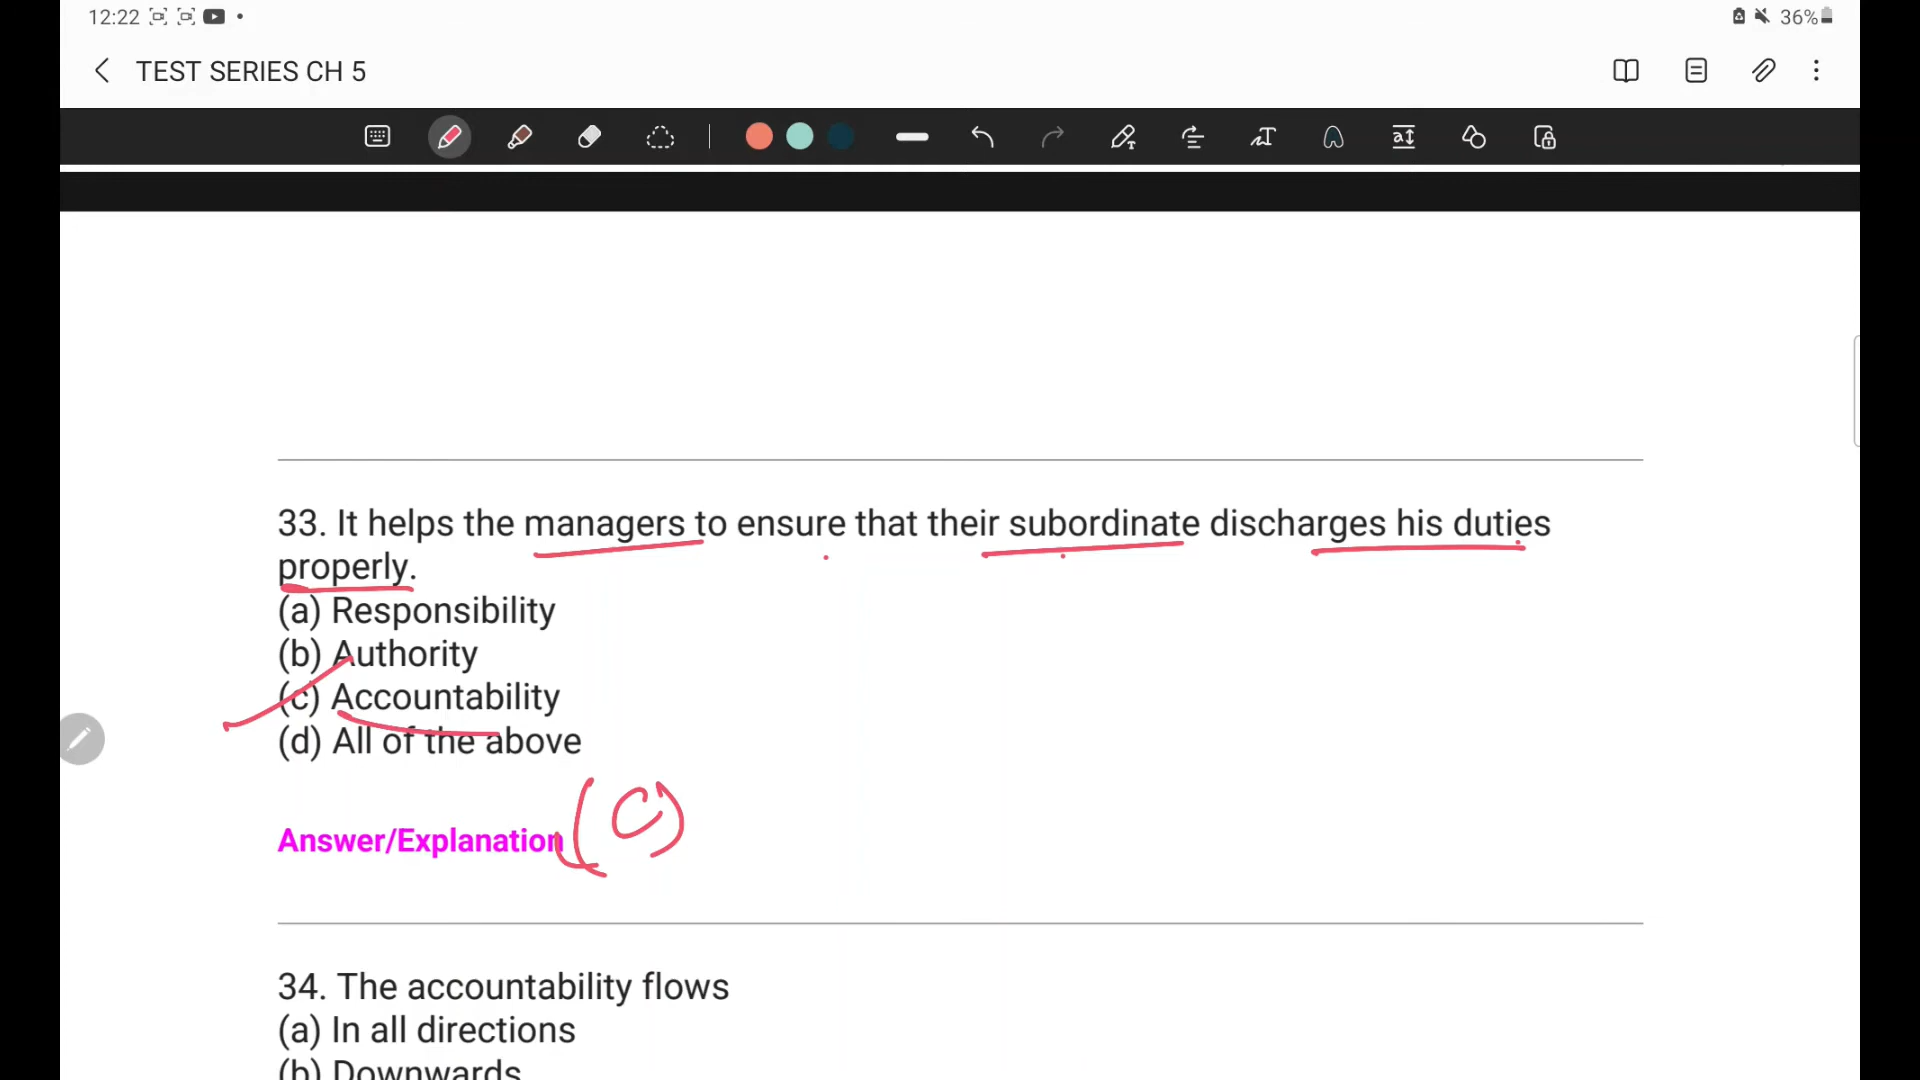 12:22
36%
TEST SERIES CH 5
33. It helps the managers to ensure that their subordinate discharges his duties
properly.
(a) Responsibility
(b) Authority
(c) Accountability
(d) All of the above
Answer/Explanation (C)
34. The accountability flows
(a) In all directions
(b) Downwards